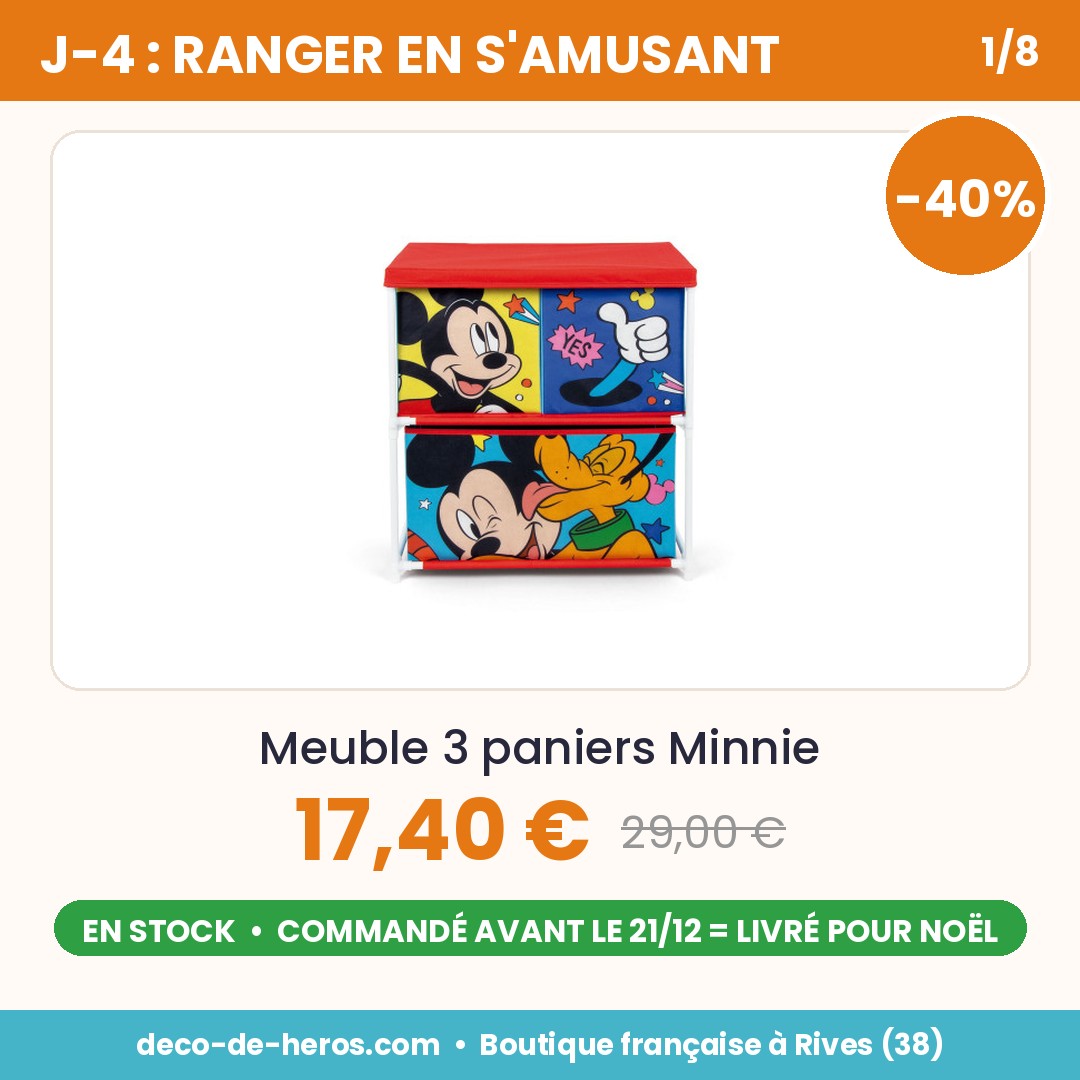 J-4 : RANGER EN S'AMUSANT
1/8
-40%
YES
Meuble 3 paniers Minnie
17,40 € 29,00 €
EN STOCK • COMMANDÉ AVANT LE 21/12 = LIVRÉ POUR NOËL
deco-de-heros.com • Boutique française à Rives (38)